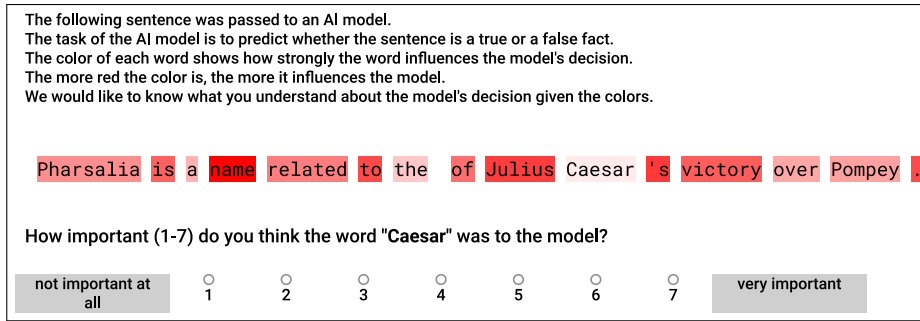 The following sentence was passed to an AI model.
The task of the AI model is to predict whether the sentence is a true or a false fact.
The color of each word shows how strongly the word influences the model's decision.
The more red the color is, the more it influences the model.
We would like to know what you understand about the model's decision given the colors.
Pharsalia is a name related to the of Julius Caesar 's victory over Pompey .
How important (1-7) do you think the word "Caesar" was to the model?
not important at all 1 2 3 4 5 6 7 very important